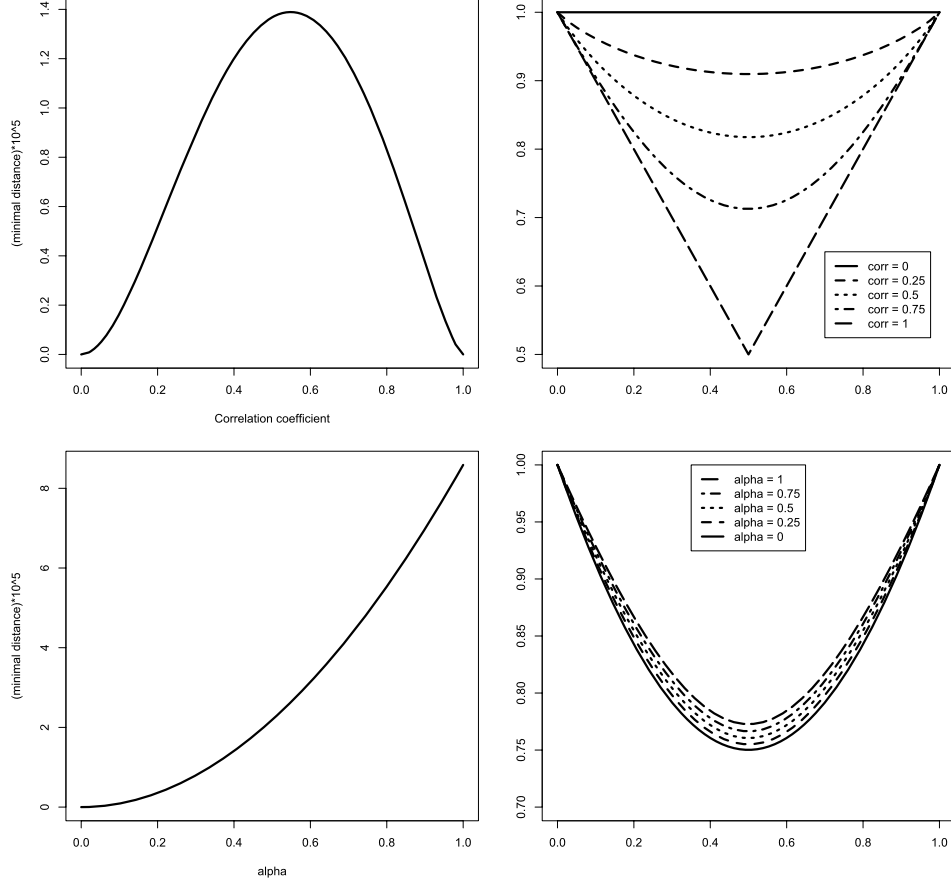 (minimal distance)*10^5
1.4
1.2
1.0
0.8
0.6
0.4
0.2
0.0
0.0 0.2 0.4 0.6 0.8 1.0
Correlation coefficient
1.0
0.9
0.8
0.7
0.6
0.5
corr = 0
corr = 0.25
corr = 0.5
corr = 0.75
corr = 1
0.0 0.2 0.4 0.6 0.8 1.0
(minimal distance)*10^5
8
6
4
2
0
0.0 0.2 0.4 0.6 0.8 1.0
alpha
1.00
0.95
0.90
0.85
0.80
0.75
0.70
alpha = 1
alpha = 0.75
alpha = 0.5
alpha = 0.25
alpha = 0
0.0 0.2 0.4 0.6 0.8 1.0